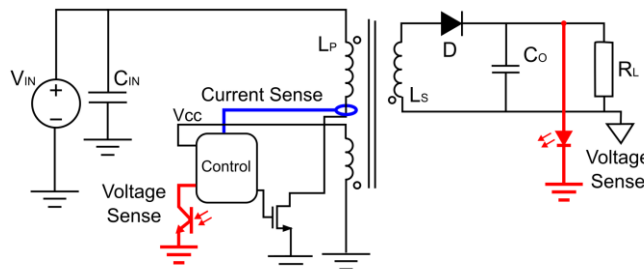 LP
D
CO
RL
VIN
+
−
CIN
Current Sense
LS
VCC
Control
Voltage
Sense
Voltage
Sense